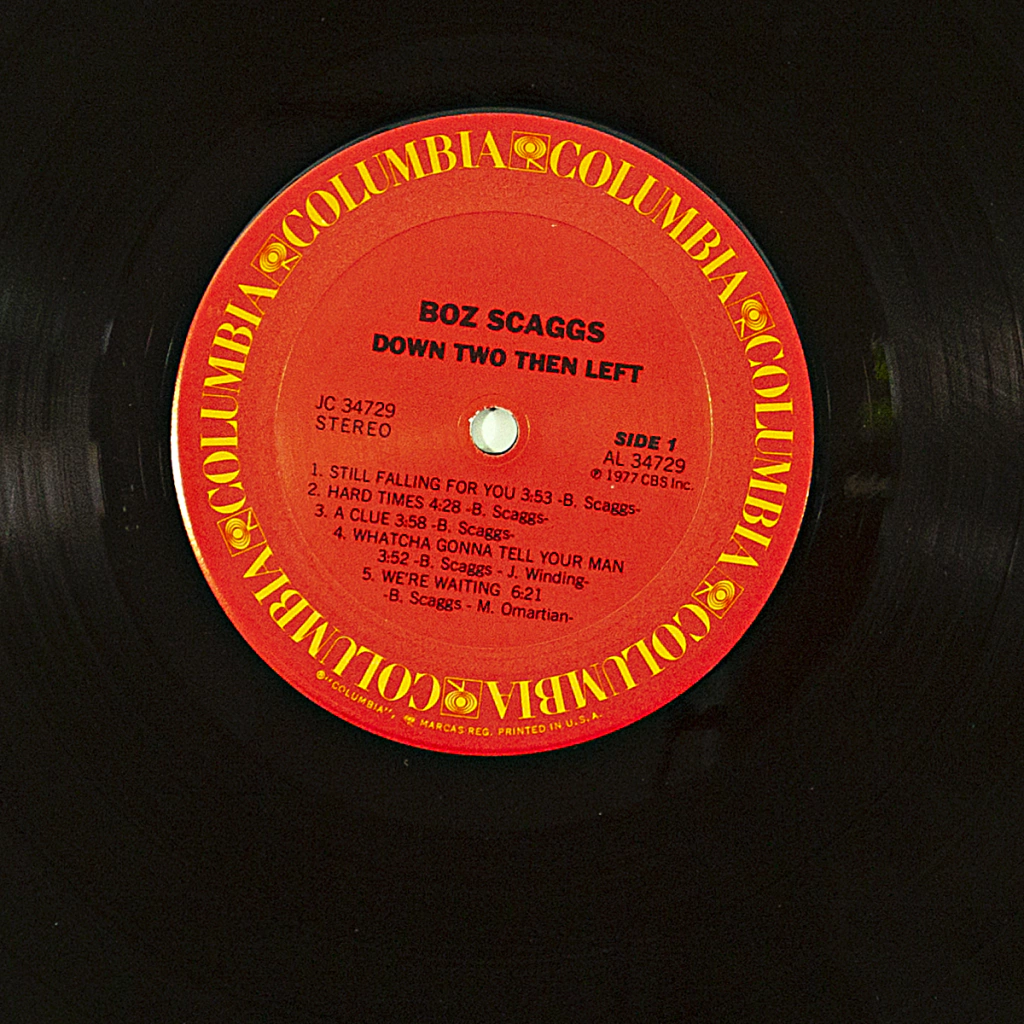 COLUMBIA COLUMBIA COLUMBIA COLUMBIA COLUMBIA COLUMBIA
BOZ SCAGGS
DOWN TWO THEN LEFT
JC 34729
STEREO
SIDE 1
AL 34729
℗ 1977 CBS Inc.
1. STILL FALLING FOR YOU 3:53 -B. Scaggs-
2. HARD TIMES 4:28 -B. Scaggs-
3. A CLUE 3:58 -B. Scaggs-
4. WHATCHA GONNA TELL YOUR MAN
3:52 -B. Scaggs - J. Winding-
5. WE'RE WAITING 6:21
-B. Scaggs - M. Omartian-
®"COLUMBIA", MARCAS REG. PRINTED IN U.S.A.